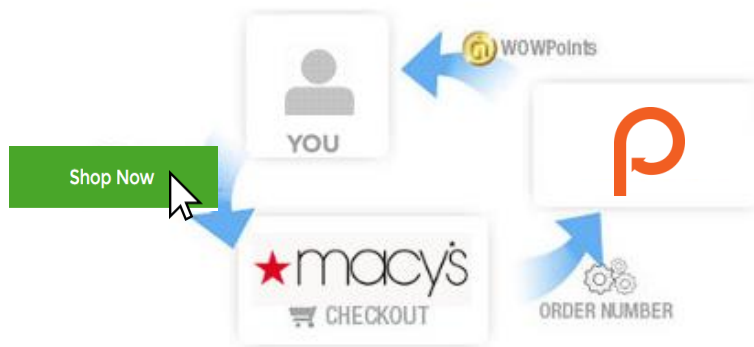 WOWPoints
YOU
Shop Now
macy's
CHECKOUT
ORDER NUMBER